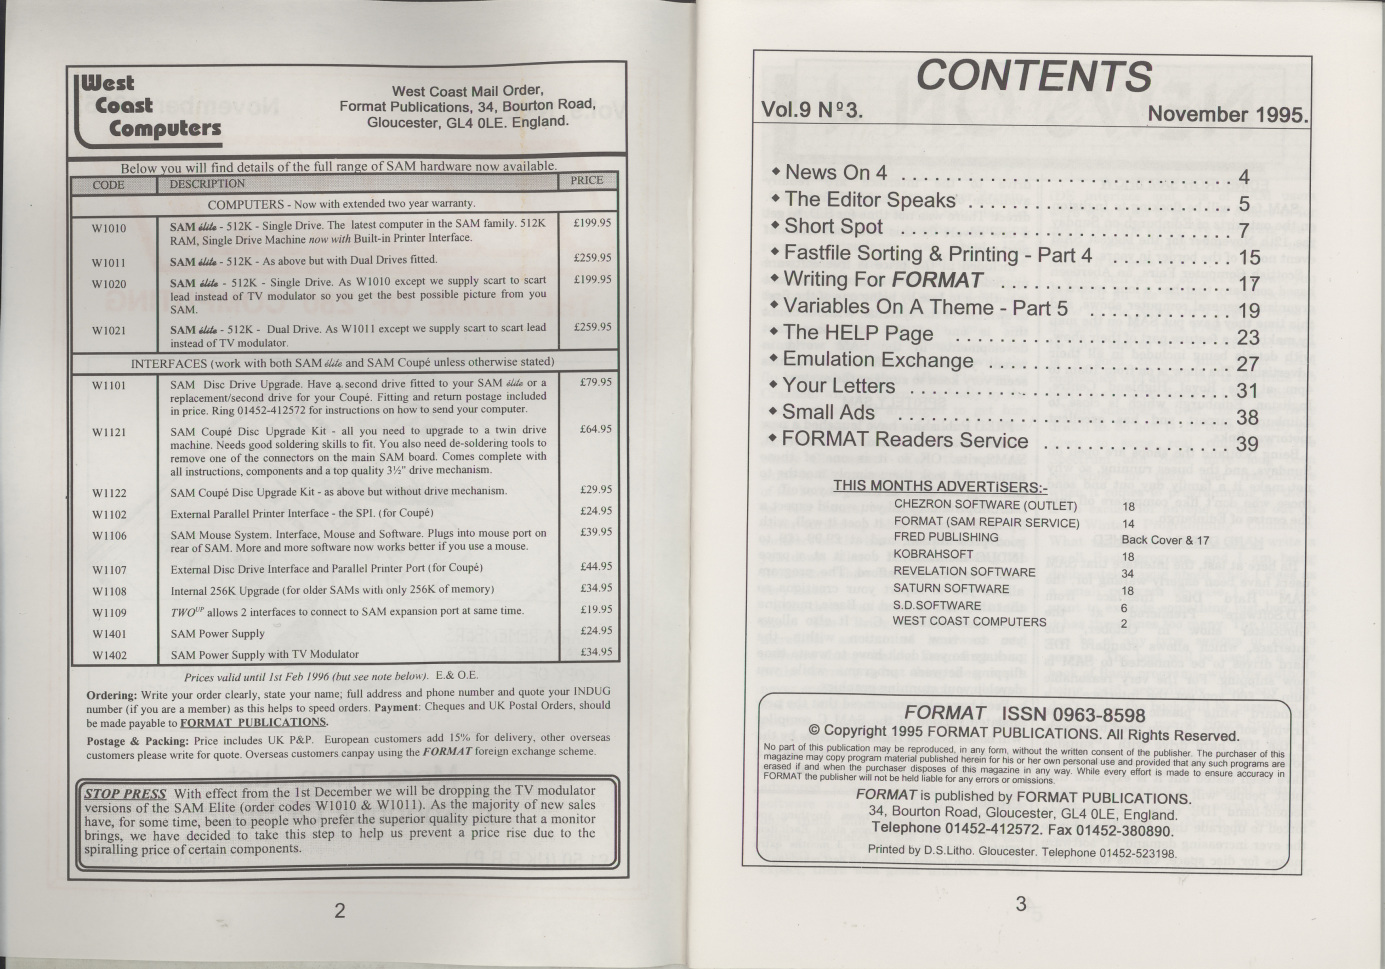 West
Coast
Computers
West Coast Mail Order,
Format Publications, 34, Bourton Road,
Gloucester, GL4 0LE. England.
Below you will find details of the full range of SAM hardware now available.
CODE DESCRIPTION PRICE
COMPUTERS - Now with extended two year warranty.
W1010 SAM élite - 512K - Single Drive. The latest computer in the SAM family. 512K £199.95
RAM, Single Drive Machine now with Built-in Printer Interface.
W1011 SAM élite - 512K - As above but with Dual Drives fitted. £259.95
W1020 SAM élite - 512K - Single Drive. As W1010 except we supply scart to scart £199.95
lead instead of TV modulator so you get the best possible picture from you
SAM.
W1021 SAM élite - 512K - Dual Drive. As W1011 except we supply scart to scart lead £259.95
instead of TV modulator.
INTERFACES (work with both SAM élite and SAM Coupé unless otherwise stated)
W1101 SAM Disc Drive Upgrade. Have a second drive fitted to your SAM élite or a £79.95
replacement/second drive for your Coupé. Fitting and return postage included
in price. Ring 01452-412572 for instructions on how to send your computer.
W1121 SAM Coupé Disc Upgrade Kit - all you need to upgrade to a twin drive £64.95
machine. Needs good soldering skills to fit. You also need de-soldering tools to
remove one of the connectors on the main SAM board. Comes complete with
all instructions, components and a top quality 3½" drive mechanism.
W1122 SAM Coupé Disc Upgrade Kit - as above but without drive mechanism. £29.95
W1102 External Parallel Printer Interface - the SPI. (for Coupé) £24.95
W1106 SAM Mouse System. Interface, Mouse and Software. Plugs into mouse port on £39.95
rear of SAM. More and more software now works better if you use a mouse.
W1107 External Disc Drive Interface and Parallel Printer Port (for Coupé) £44.95
W1108 Internal 256K Upgrade (for older SAMs with only 256K of memory) £34.95
W1109 TWOUP allows 2 interfaces to connect to SAM expansion port at same time. £19.95
W1401 SAM Power Supply £24.95
W1402 SAM Power Supply with TV Modulator £34.95
Prices valid until 1st Feb 1996 (but see note below). E.& O.E.
Ordering: Write your order clearly, state your name; full address and phone number and quote your INDUG
number (if you are a member) as this helps to speed orders. Payment: Cheques and UK Postal Orders, should
be made payable to FORMAT PUBLICATIONS.
Postage & Packing: Price includes UK P&P. European customers add 15% for delivery, other overseas
customers please write for quote. Overseas customers canpay using the FORMAT foreign exchange scheme.
STOP PRESS With effect from the 1st December we will be dropping the TV modulator
versions of the SAM Elite (order codes W1010 & W1011). As the majority of new sales
have, for some time, been to people who prefer the superior quality picture that a monitor
brings, we have decided to take this step to help us prevent a price rise due to the
spiralling price of certain components.
2
CONTENTS
Vol.9 Nº3. November 1995.
◆ News On 4 . . . . . . . . . . . . . . . . . . . . . . . . . . 4
◆ The Editor Speaks . . . . . . . . . . . . . . . . . . . . . 5
◆ Short Spot . . . . . . . . . . . . . . . . . . . . . . . . . . 7
◆ Fastfile Sorting & Printing - Part 4 . . . . . . . . . 15
◆ Writing For FORMAT . . . . . . . . . . . . . . . . . . 17
◆ Variables On A Theme - Part 5 . . . . . . . . . . . 19
◆ The HELP Page . . . . . . . . . . . . . . . . . . . . . . 23
◆ Emulation Exchange . . . . . . . . . . . . . . . . . . . 27
◆ Your Letters . . . . . . . . . . . . . . . . . . . . . . . . . 31
◆ Small Ads . . . . . . . . . . . . . . . . . . . . . . . . . . 38
◆ FORMAT Readers Service . . . . . . . . . . . . . . . 39
THIS MONTHS ADVERTiSERS:-
CHEZRON SOFTWARE (OUTLET) 18
FORMAT (SAM REPAIR SERVICE) 14
FRED PUBLISHING Back Cover & 17
KOBRAHSOFT 18
REVELATION SOFTWARE 34
SATURN SOFTWARE 18
S.D.SOFTWARE 6
WEST COAST COMPUTERS 2
FORMAT ISSN 0963-8598
© Copyright 1995 FORMAT PUBLICATIONS. All Rights Reserved.
No part of this publication may be reproduced, in any form, without the written consent of the publisher. The purchaser of this
magazine may copy program material published herein for his or her own personal use and provided that any such programs are
erased if and when the purchaser disposes of this magazine in any way. While every effort is made to ensure accuracy in
FORMAT the publisher will not be held liable for any errors or omissions.
FORMAT is published by FORMAT PUBLICATIONS.
34, Bourton Road, Gloucester, GL4 0LE, England.
Telephone 01452-412572. Fax 01452-380890.
Printed by D.S.Litho. Gloucester. Telephone 01452-523198.
3